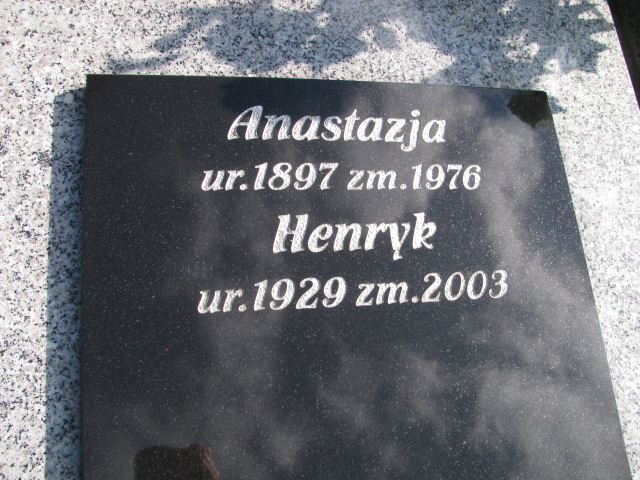 Anastazja
ur.1897 zm.1976
Henryk
ur.1929 zm.2003